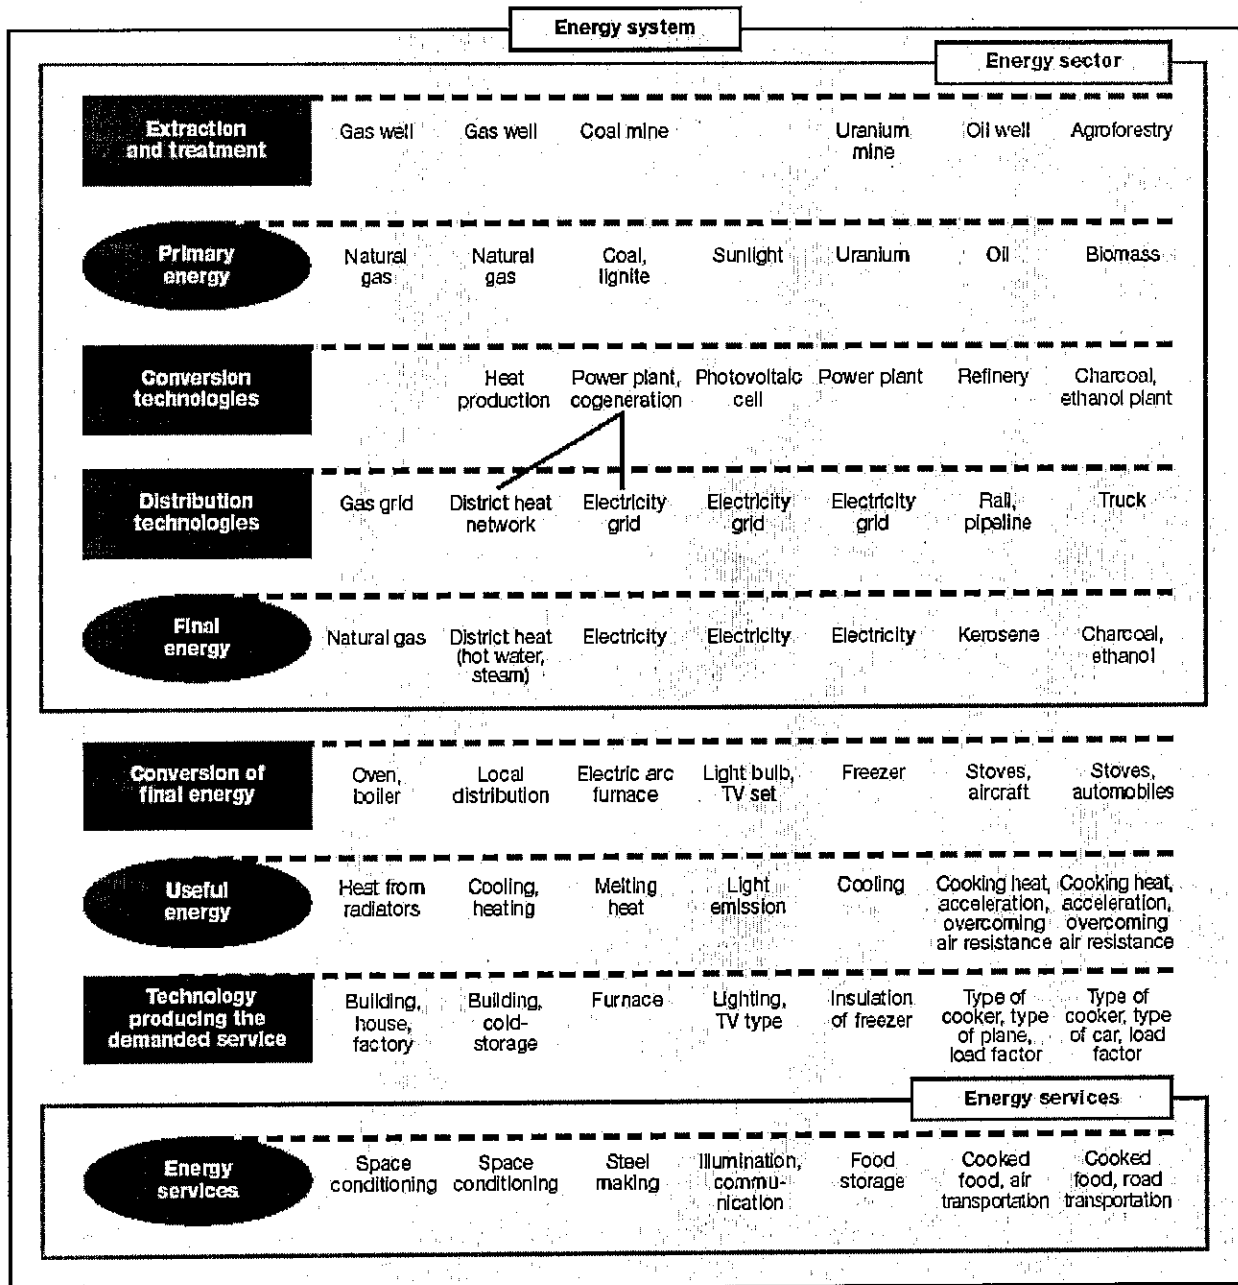 Energy system
Energy sector
Extraction
and treatment
Gas well
Gas well
Coal mine
Uranium
mine
Oil well
Agroforestry
Primary
energy
Natural
gas
Natural
gas
Coal,
lignite
Sunlight
Uranium
Oil
Biomass
Conversion
technologies
Heat
production
Power plant,
cogeneration
Photovoltaic
cell
Power plant
Refinery
Charcoal,
ethanol plant
Distribution
technologies
Gas grid
District heat
network
Electricity
grid
Electricity
grid
Electricity
grid
Rail,
pipeline
Truck
Final
energy
Natural gas
District heat
(hot water,
steam)
Electricity
Electricity
Electricity
Kerosene
Charcoal,
ethanol
Conversion of
final energy
Oven,
boiler
Local
distribution
Electric arc
furnace
Light bulb,
TV set
Freezer
Stoves,
aircraft
Stoves,
automobiles
Useful
energy
Heat from
radiators
Cooling,
heating
Melting
heat
Light
emission
Cooling
Cooking heat,
acceleration,
overcoming
air resistance
Cooking heat,
acceleration,
overcoming
air resistance
Technology
producing the
demanded service
Building,
house,
factory
Building,
cold-
storage
Furnace
Lighting,
TV type
Insulation
of freezer
Type of
cooker, type
of plane,
load factor
Type of
cooker, type
of car, load
factor
Energy services
Energy
services
Space
conditioning
Space
conditioning
Steel
making
Illumination,
commu-
nication
Food
storage
Cooked
food, air
transportation
Cooked
food, road
transportation